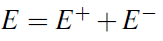 E = E⁺ + E⁻